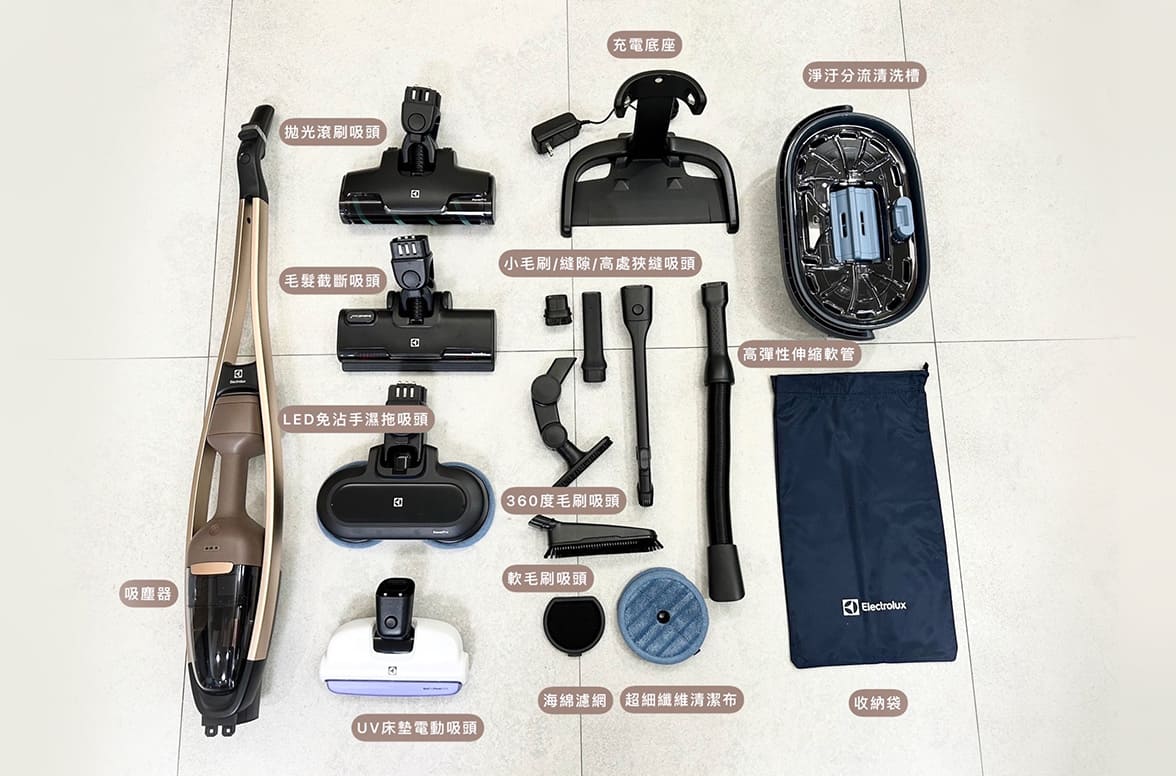 充電底座
淨汙分流清洗槽
拋光滾刷吸頭
小毛刷/縫隙/高處狹縫吸頭
毛髮截斷吸頭
高彈性伸縮軟管
Electrolux
LED免沾手濕拖吸頭
360度毛刷吸頭
吸塵器
軟毛刷吸頭
Electrolux
海綿濾網
超細纖維清潔布
收納袋
UV床墊電動吸頭